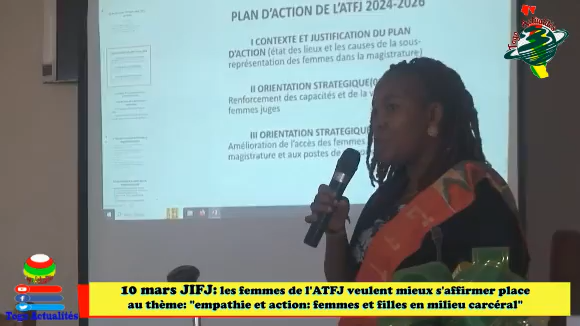 PLAN D'ACTION DE L'ATFJ 2024-2026
I CONTEXTE ET JUSTIFICATION DU PLAN
D'ACTION (état des lieux et les causes de la sous-
représentation des femmes dans la magistrature)
II ORIENTATION STRATEGIQUE
Renforcement des capacités et de la
femmes juges
III ORIENTATION STRATEGIQUE
Amélioration de l'accès des femmes
magistrature et aux postes de
Togo Actualités
Togo Actualités
10 mars JIFJ: les femmes de l'ATFJ veulent mieux s'affirmer place
au thème: "empathie et action: femmes et filles en milieu carcéral"